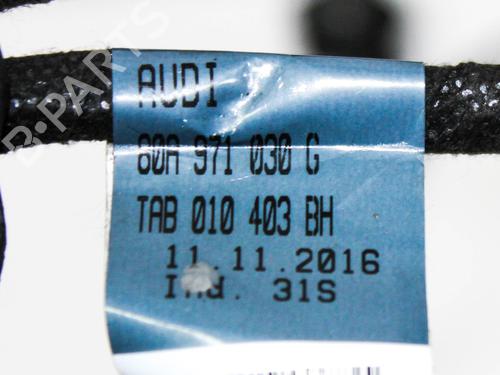 AUDI
80A 971 030 G
TAB 010 403 BH
11.11.2016
Ind. 31S
B-PARTS